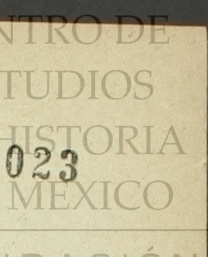 NTRO DE
TUDIOS
HISTORIA
023
MEXICO